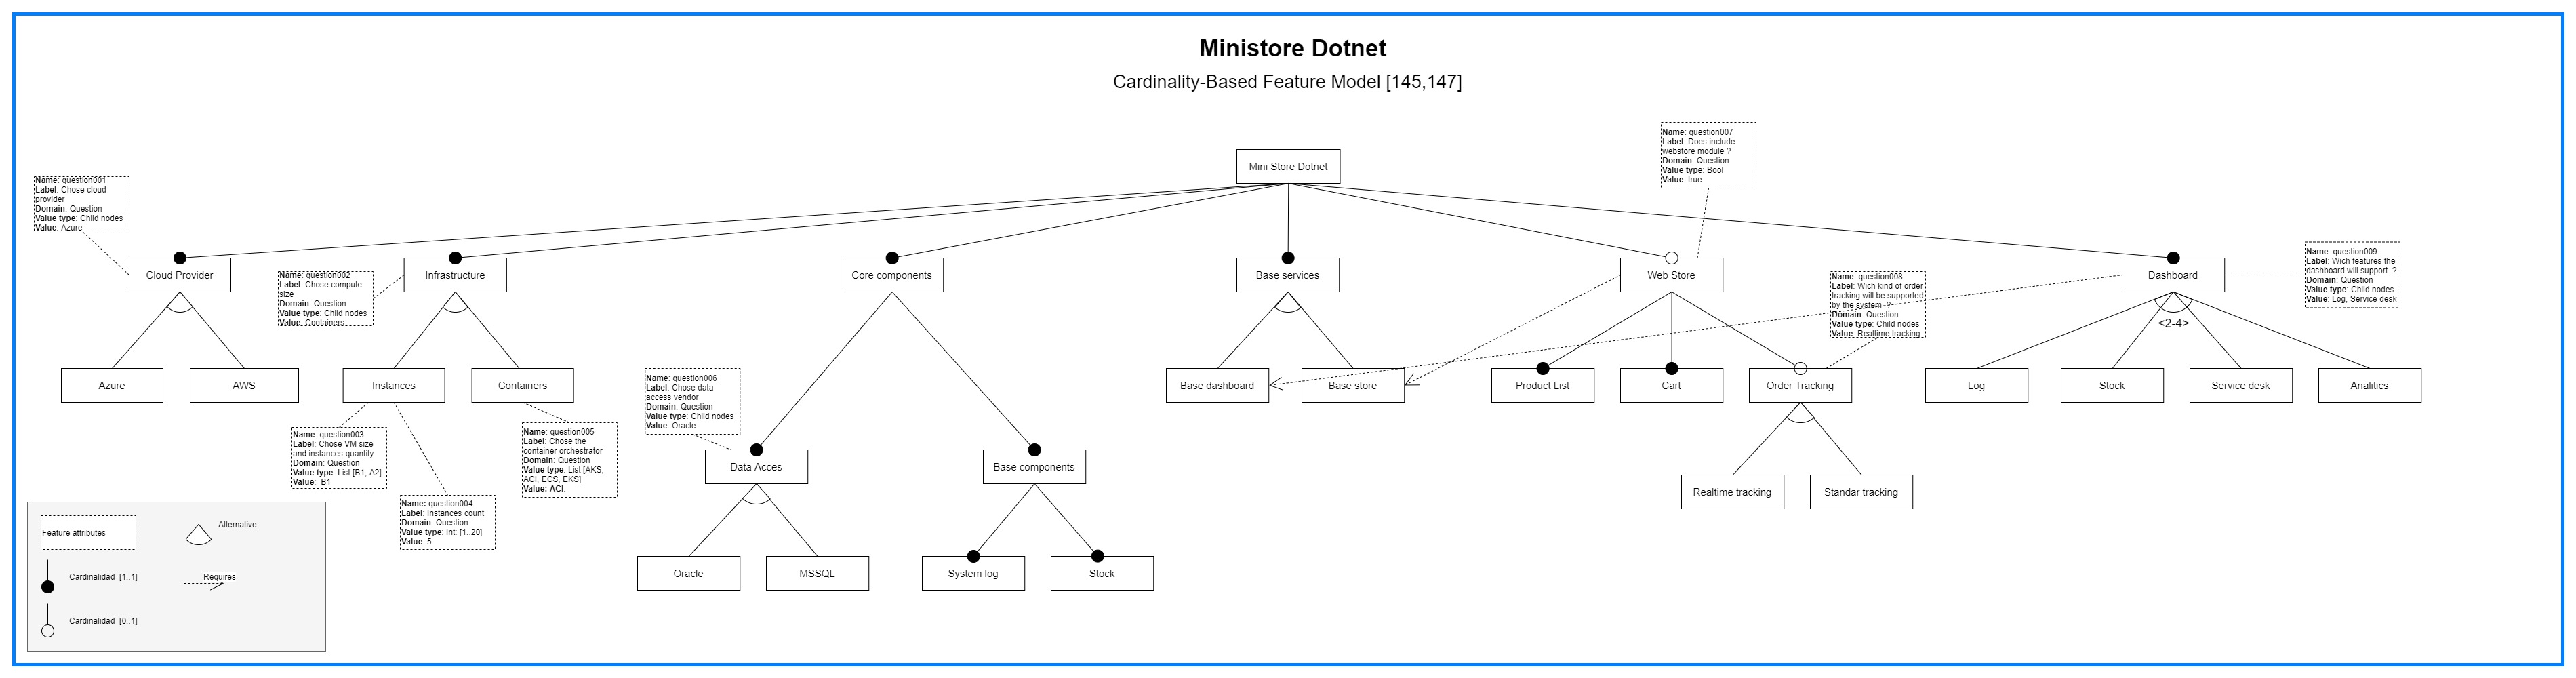 Ministore Dotnet
Cardinality-Based Feature Model [145,147]
Mini Store Dotnet
Name: question007
Label: Does include
webstore module ?
Domain: Question
Value type: Bool
Value: true
Name: question001
Label: Chose cloud
provider
Domain: Question
Value type: Child nodes
Value: Azure
Cloud Provider
Name: question002
Label: Chose compute
size
Domain: Question
Value type: Child nodes
Value: Containers
Infrastructure
Core components
Base services
Web Store
Name: question008
Label: Wich kind of order
tracking will be supported
by the system ?
Domain: Question
Value type: Child nodes
Value: Realtime tracking
Dashboard
<2-4>
Name: question009
Label: Wich features the
dashboard will support ?
Domain: Question
Value type: Child nodes
Value: Log, Service desk
Azure
AWS
Instances
Containers
Name: question006
Label: Chose data
access vendor
Domain: Question
Value type: Child nodes
Value: Oracle
Base dashboard
Base store
Product List
Cart
Order Tracking
Log
Stock
Service desk
Analitics
Name: question003
Label: Chose VM size
and instances quantity
Domain: Question
Value type: List [B1, A2]
Value: B1
Name: question005
Label: Chose the
container orchestrator
Domain: Question
Value type: List [AKS,
ACI, ECS, EKS]
Value: ACI:
Data Acces
Base components
Realtime tracking
Standar tracking
Name: question004
Label: Instances count
Domain: Question
Value type: Int: [1..20]
Value: 5
Oracle
MSSQL
System log
Stock
Feature attributes
Alternative
Cardinalidad [1..1]
Requires
Cardinalidad [0..1]